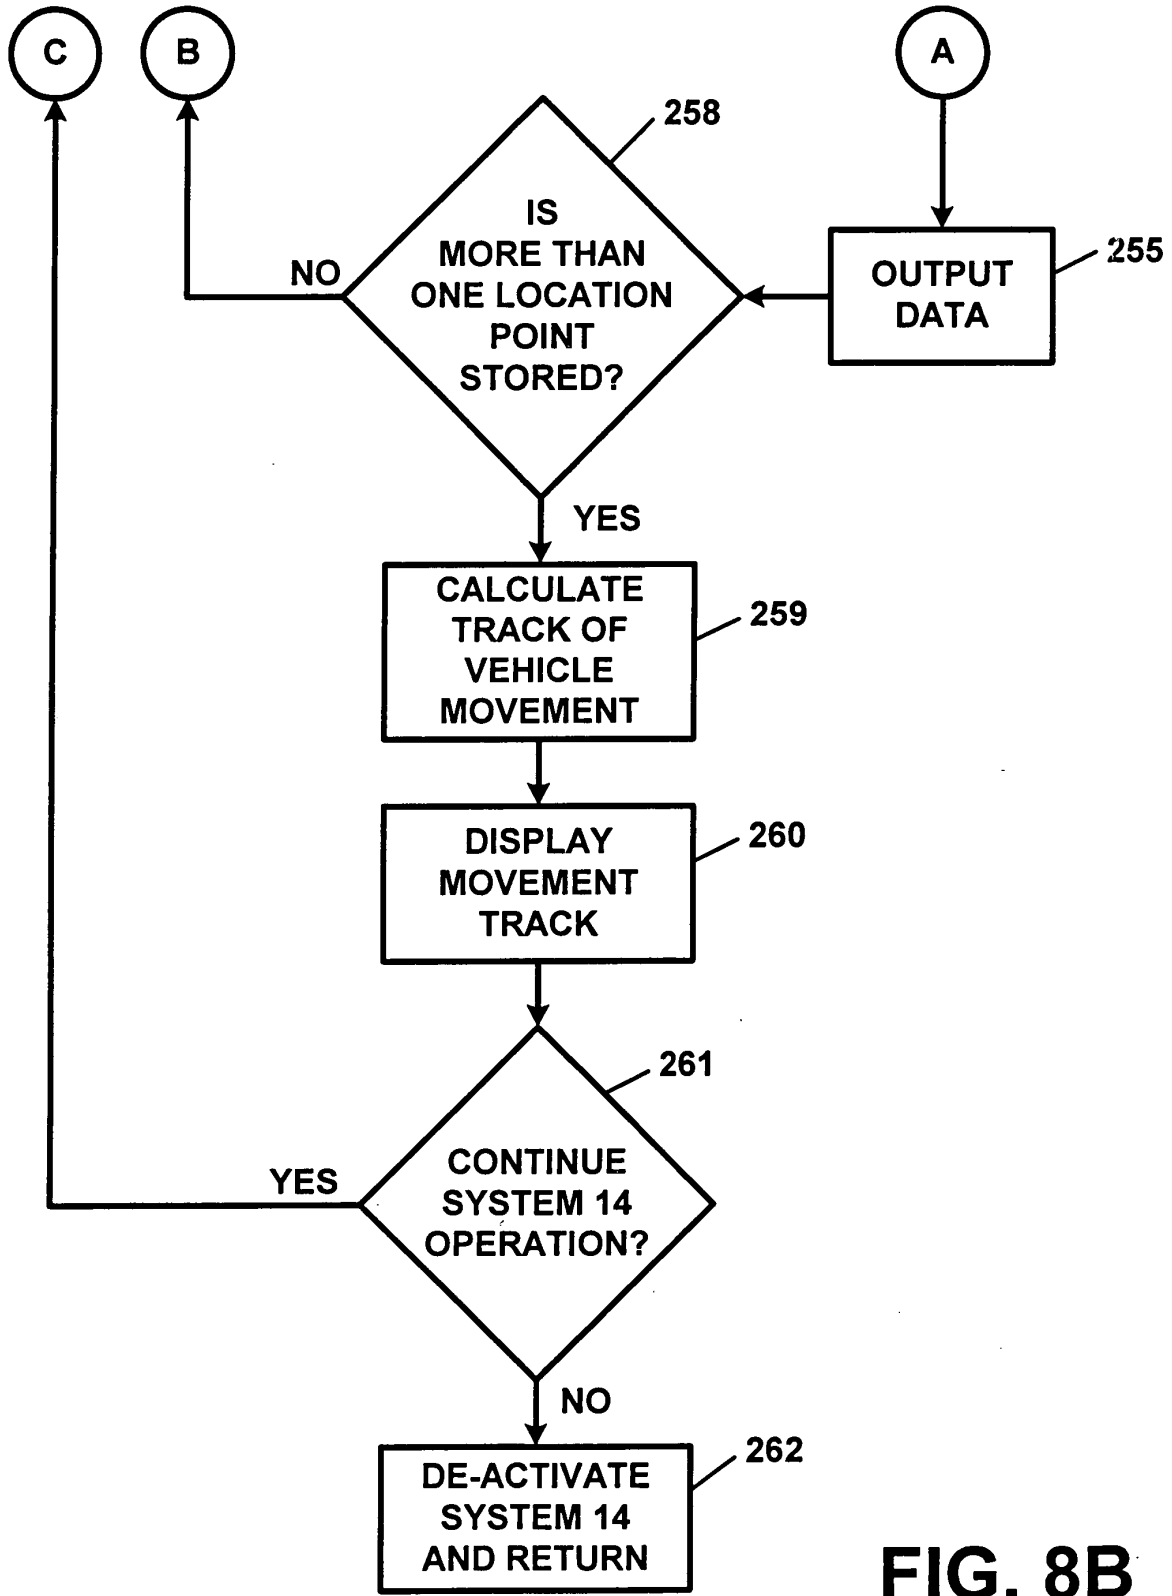 C
B
A
258
IS
MORE THAN
ONE LOCATION
POINT
STORED?
NO
255
OUTPUT
DATA
YES
CALCULATE
TRACK OF
VEHICLE
MOVEMENT
259
DISPLAY
MOVEMENT
TRACK
260
261
CONTINUE
SYSTEM 14
OPERATION?
YES
NO
DE-ACTIVATE
SYSTEM 14
AND RETURN
262
FIG. 8B